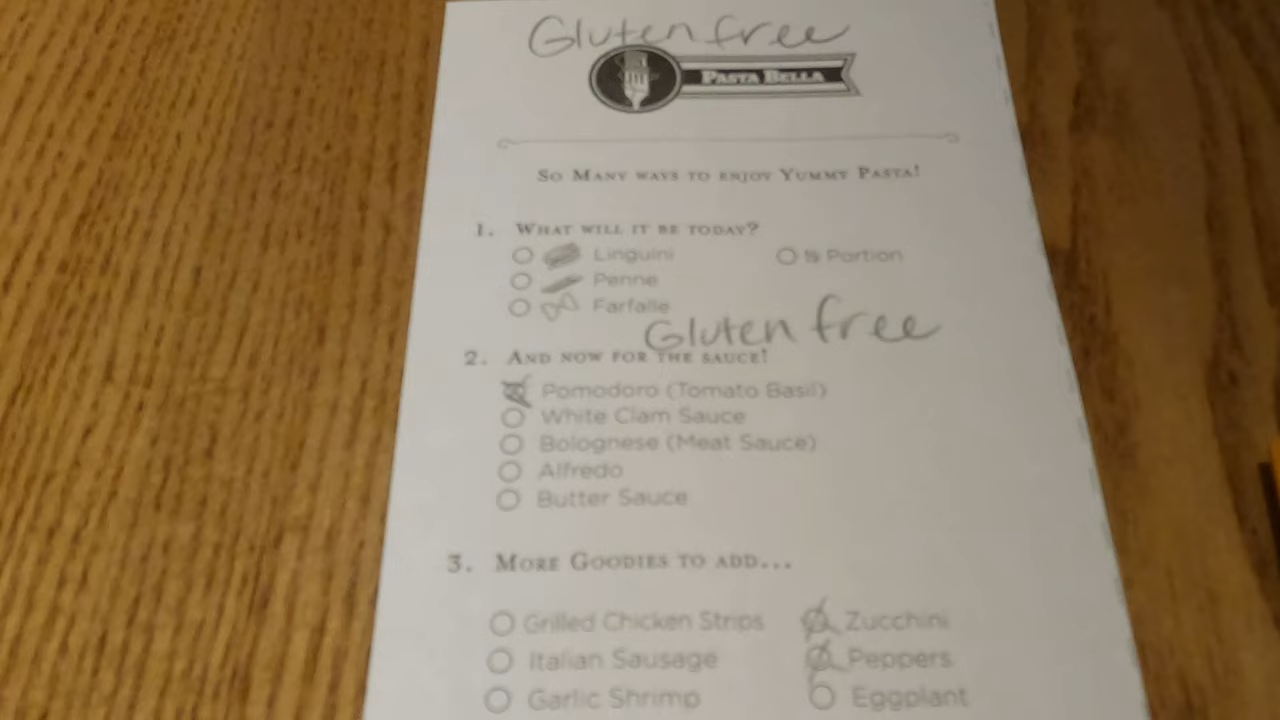 Gluten free
PASTA BELLA
SO MANY WAYS TO ENJOY YUMMY PASTA!
1. WHAT WILL IT BE TODAY?
Linguini ½ Portion
Penne
Farfalle
Gluten free
2. AND NOW FOR THE SAUCE!
Pomodoro (Tomato Basil)
White Clam Sauce
Bolognese (Meat Sauce)
Alfredo
Butter Sauce
3. MORE GOODIES TO ADD...
Grilled Chicken Strips Zucchini
Italian Sausage Peppers
Garlic Shrimp Eggplant